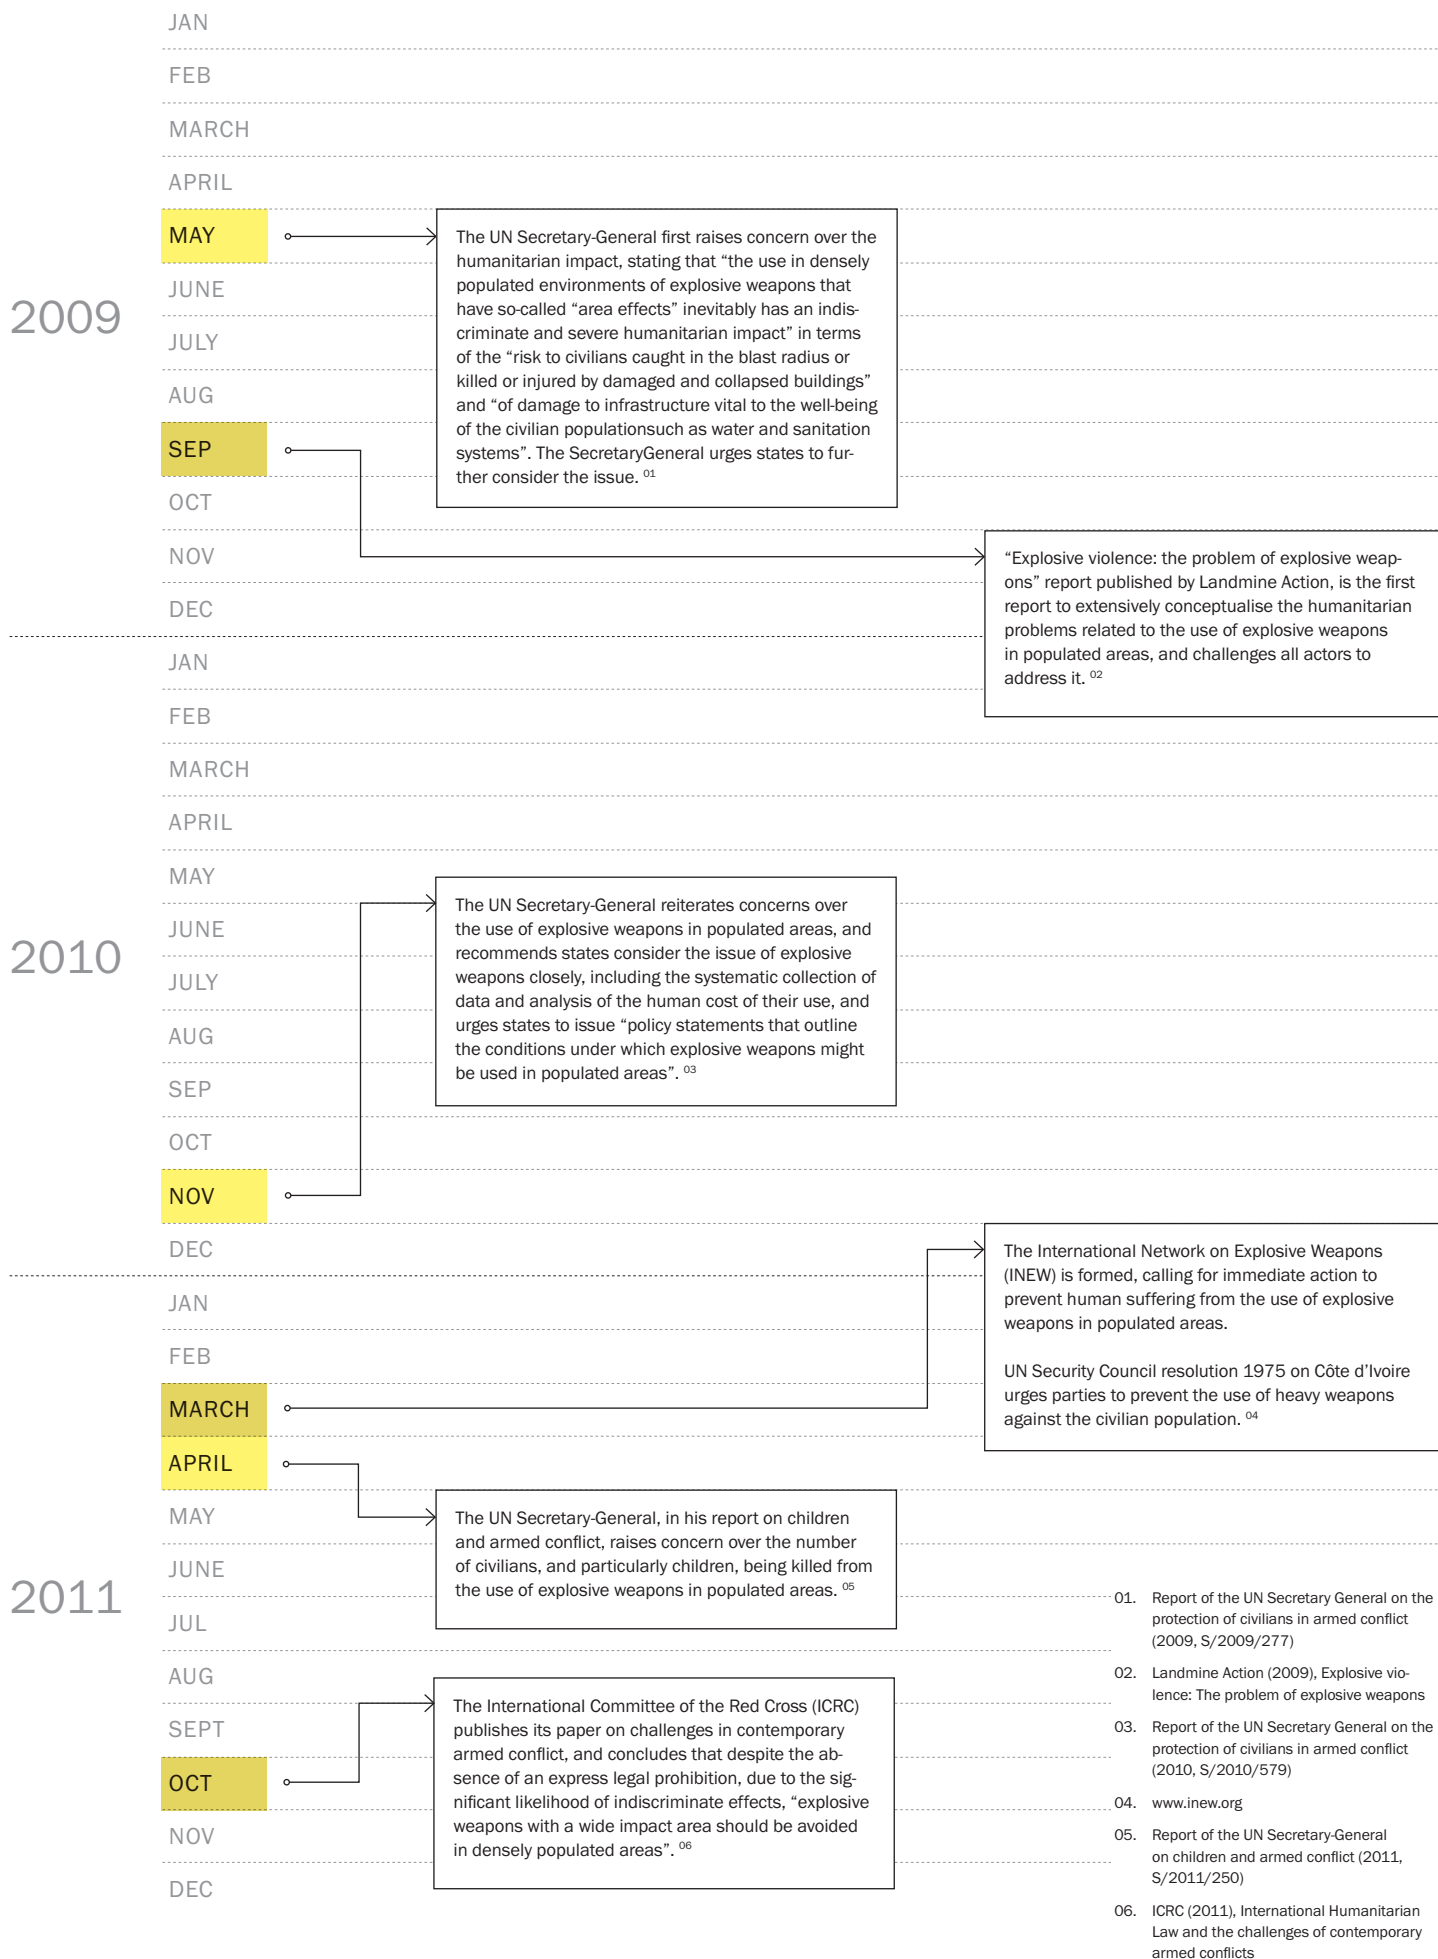 JAN
FEB
MARCH
APRIL
MAY
JUNE
2009
JULY
AUG
SEP
OCT
NOV
DEC
The UN Secretary-General first raises concern over the
humanitarian impact, stating that “the use in densely
populated environments of explosive weapons that
have so-called “area effects” inevitably has an indis-
criminate and severe humanitarian impact” in terms
of the “risk to civilians caught in the blast radius or
killed or injured by damaged and collapsed buildings”
and “of damage to infrastructure vital to the well-being
of the civilian populationsuch as water and sanitation
systems”. The SecretaryGeneral urges states to fur-
ther consider the issue. 01
“Explosive violence: the problem of explosive weap-
ons” report published by Landmine Action, is the first
report to extensively conceptualise the humanitarian
problems related to the use of explosive weapons
in populated areas, and challenges all actors to
address it. 02
JAN
FEB
MARCH
APRIL
MAY
JUNE
2010
JULY
AUG
SEP
OCT
NOV
DEC
The UN Secretary-General reiterates concerns over
the use of explosive weapons in populated areas, and
recommends states consider the issue of explosive
weapons closely, including the systematic collection of
data and analysis of the human cost of their use, and
urges states to issue “policy statements that outline
the conditions under which explosive weapons might
be used in populated areas”. 03
The International Network on Explosive Weapons
(INEW) is formed, calling for immediate action to
prevent human suffering from the use of explosive
weapons in populated areas.
UN Security Council resolution 1975 on Côte d’Ivoire
urges parties to prevent the use of heavy weapons
against the civilian population. 04
JAN
FEB
MARCH
APRIL
MAY
JUNE
2011
JUL
AUG
SEPT
OCT
NOV
DEC
The UN Secretary-General, in his report on children
and armed conflict, raises concern over the number
of civilians, and particularly children, being killed from
the use of explosive weapons in populated areas. 05
The International Committee of the Red Cross (ICRC)
publishes its paper on challenges in contemporary
armed conflict, and concludes that despite the ab-
sence of an express legal prohibition, due to the sig-
nificant likelihood of indiscriminate effects, “explosive
weapons with a wide impact area should be avoided
in densely populated areas”. 06
01. Report of the UN Secretary General on the
protection of civilians in armed conflict
(2009, S/2009/277)
02. Landmine Action (2009), Explosive vio-
lence: The problem of explosive weapons
03. Report of the UN Secretary General on the
protection of civilians in armed conflict
(2010, S/2010/579)
04. www.inew.org
05. Report of the UN Secretary-General
on children and armed conflict (2011,
S/2011/250)
06. ICRC (2011), International Humanitarian
Law and the challenges of contemporary
armed conflicts